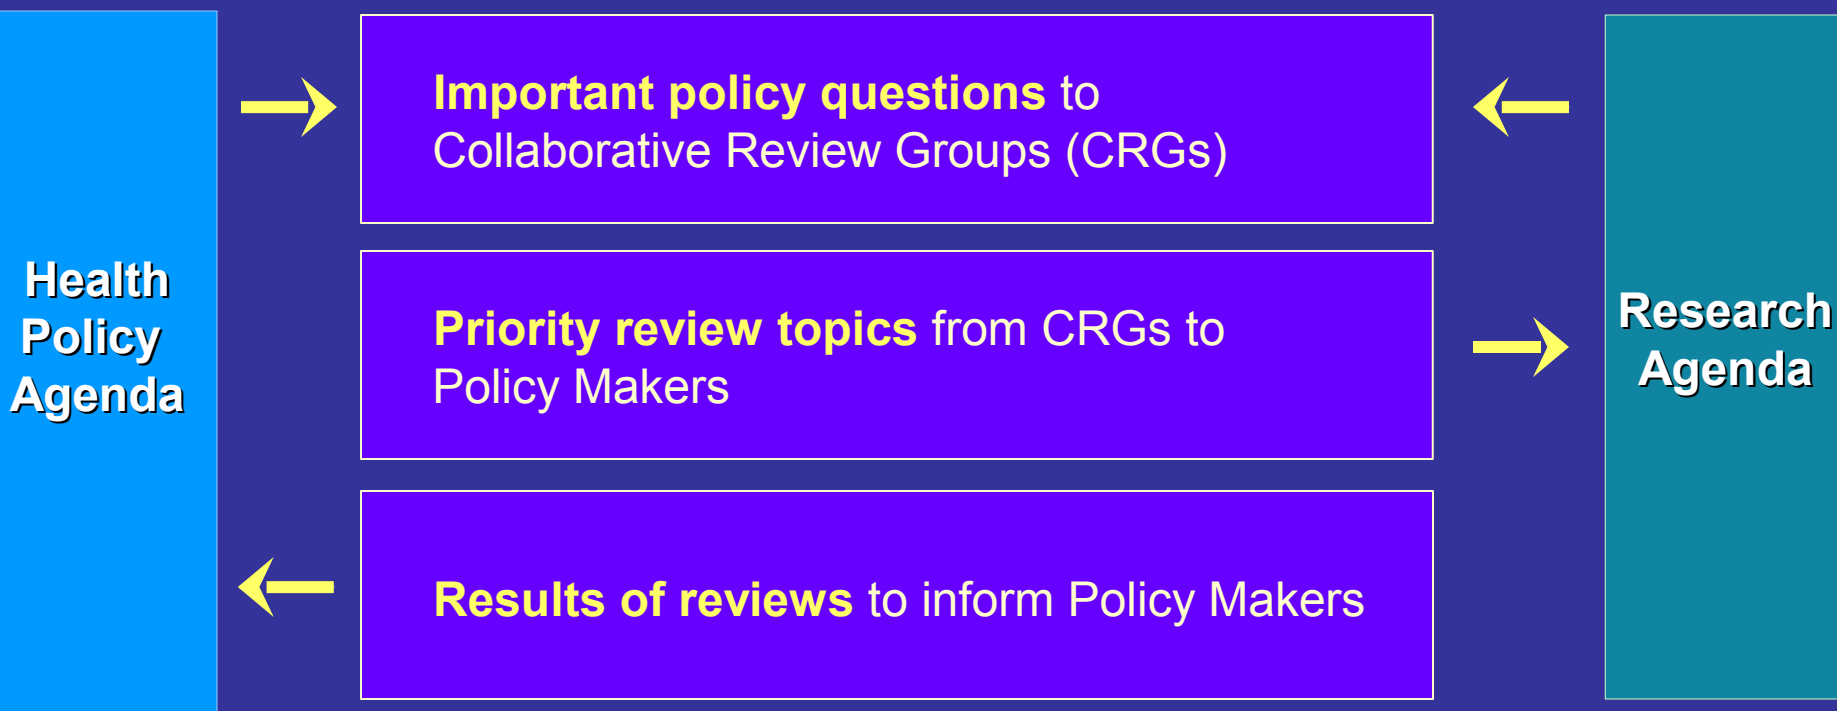 Health
Policy
Agenda
Important policy questions to
Collaborative Review Groups (CRGs)
Priority review topics from CRGs to
Policy Makers
Results of reviews to inform Policy Makers
Research
Agenda